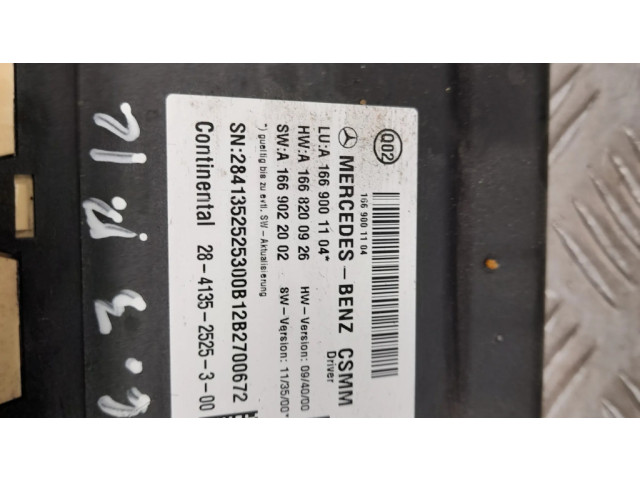 166 900 11 04
Q02
MERCEDES-BENZ CSMM
Driver
LU:A 166 900 11 04*
HW:A 166 820 09 26 HW-Version: 09/40/00
SW:A 166 902 20 02 SW-Version: 11/35/00*
*) gueltig bis zu evtl. SW-Aktualisierung
SN:2841352525300B12B2700672
Continental 28-4135-2525-3-00